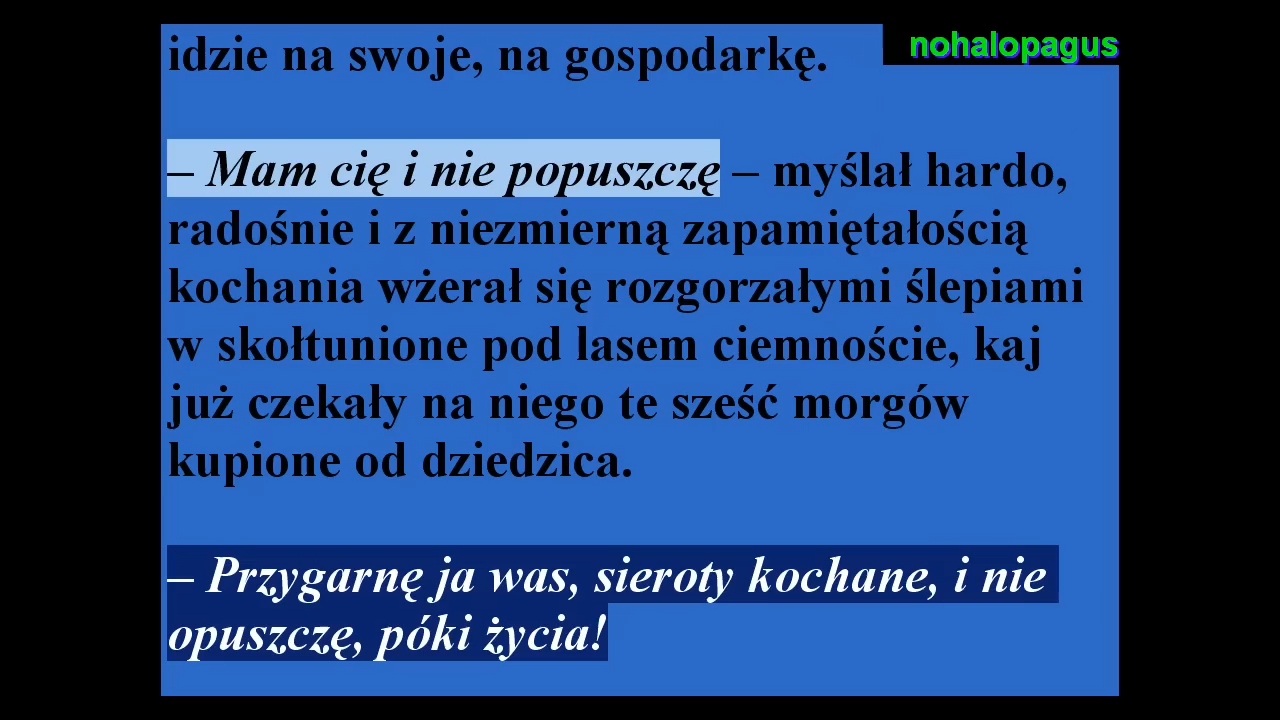 idzie na swoje, na gospodarkę.
nohalopagus
– Mam cię i nie popuszczę – myślał hardo,
radośnie i z niezmierną zapamiętałością
kochania wżerał się rozgorzałymi ślepiami
w skołtunione pod lasem ciemnoście, kaj
już czekały na niego te sześć morgów
kupione od dziedzica.
– Przygarnę ja was, sieroty kochane, i nie
opuszczę, póki życia!